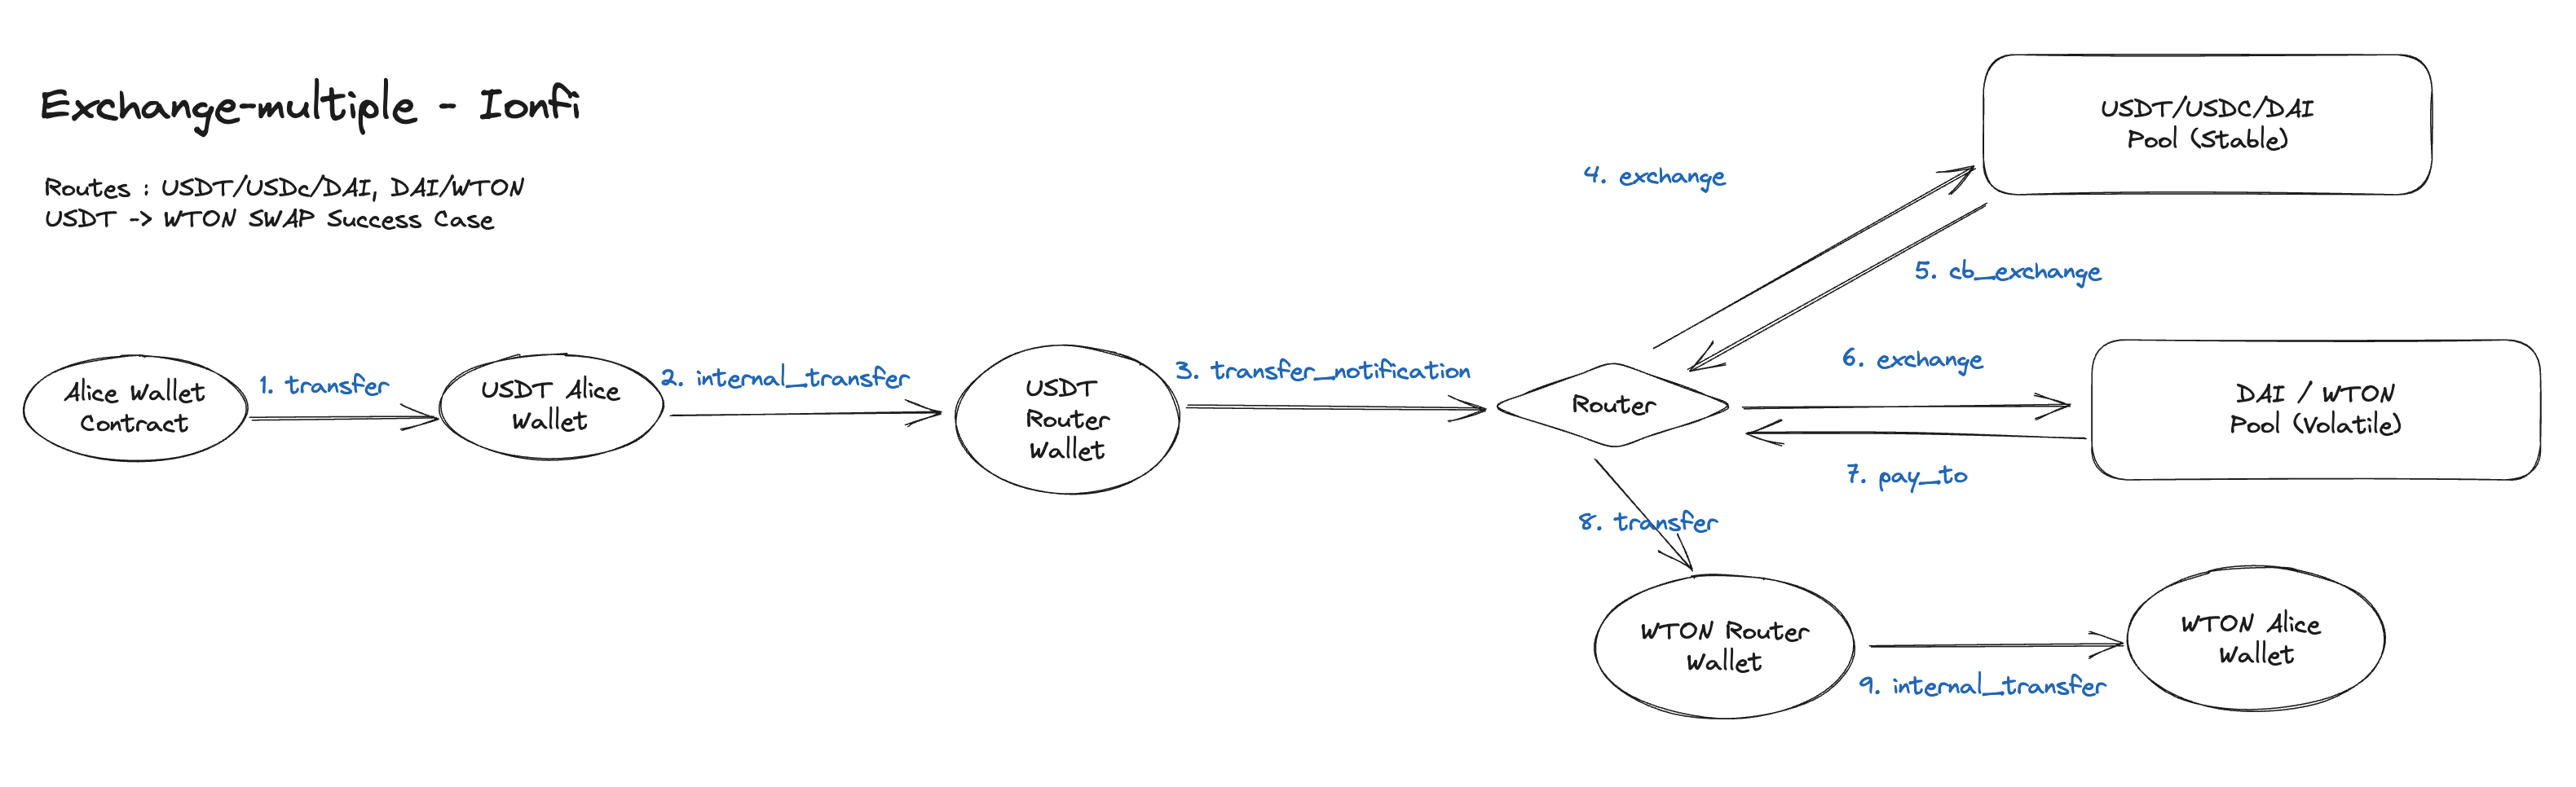 Exchange-multiple - Ionfi
Routes : USDT/USDc/DAI, DAI/WTON
USDT -> WTON SWAP Success Case
USDT/USDC/DAI
Pool (Stable)
4. exchange
5. cb_exchange
Alice Wallet
Contract
1. transfer
USDT Alice
Wallet
2. internal_transfer
USDT
Router
Wallet
3. transfer_notification
Router
6. exchange
7. pay_to
DAI / WTON
Pool (Volatile)
8. transfer
WTON Router
Wallet
9. internal_transfer
WTON Alice
Wallet